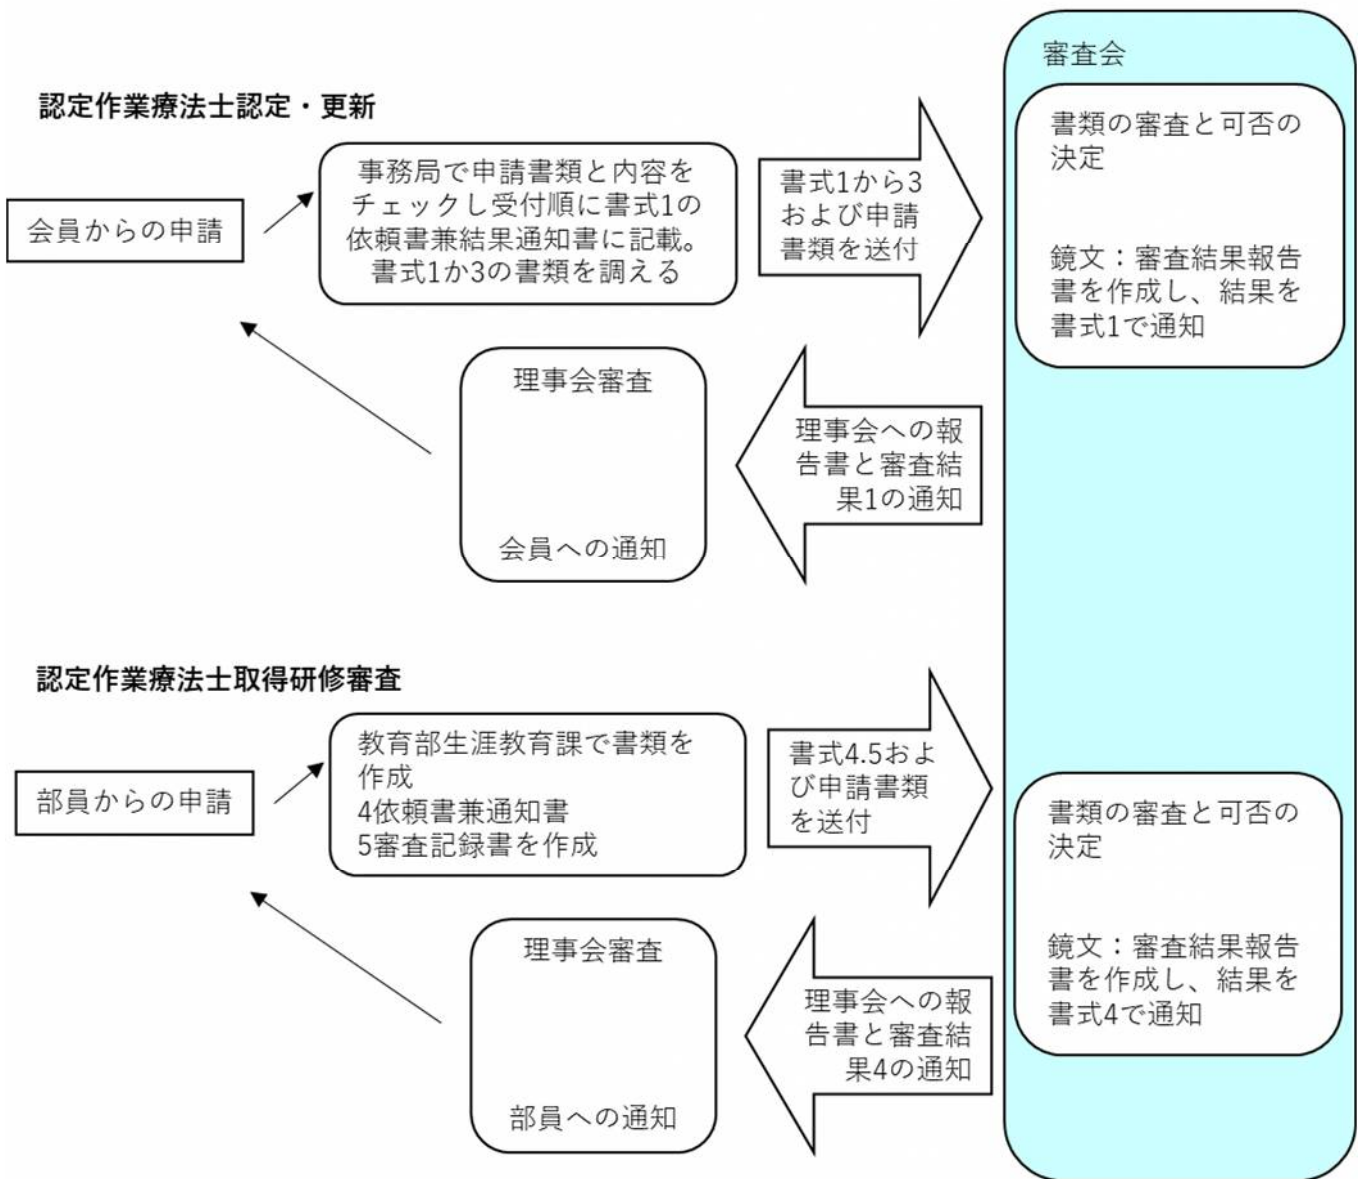 審査会
認定作業療法士認定・更新
会員からの申請
事務局で申請書類と内容を
チェックし受付順に書式1の
依頼書兼結果通知書に記載。
書式1か3の書類を調える
書式1から3
および申請
書類を送付
書類の審査と可否の
決定
鏡文：審査結果報告
書を作成し、結果を
書式1で通知
理事会への報
告書と審査結
果1の通知
理事会審査
会員への通知
認定作業療法士取得研修審査
部員からの申請
教育部生涯教育課で書類を
作成
4依頼書兼通知書
5審査記録書を作成
書式4.5およ
び申請書類
を送付
書類の審査と可否の
決定
鏡文：審査結果報告
書を作成し、結果を
書式4で通知
理事会への報
告書と審査結
果4の通知
理事会審査
部員への通知